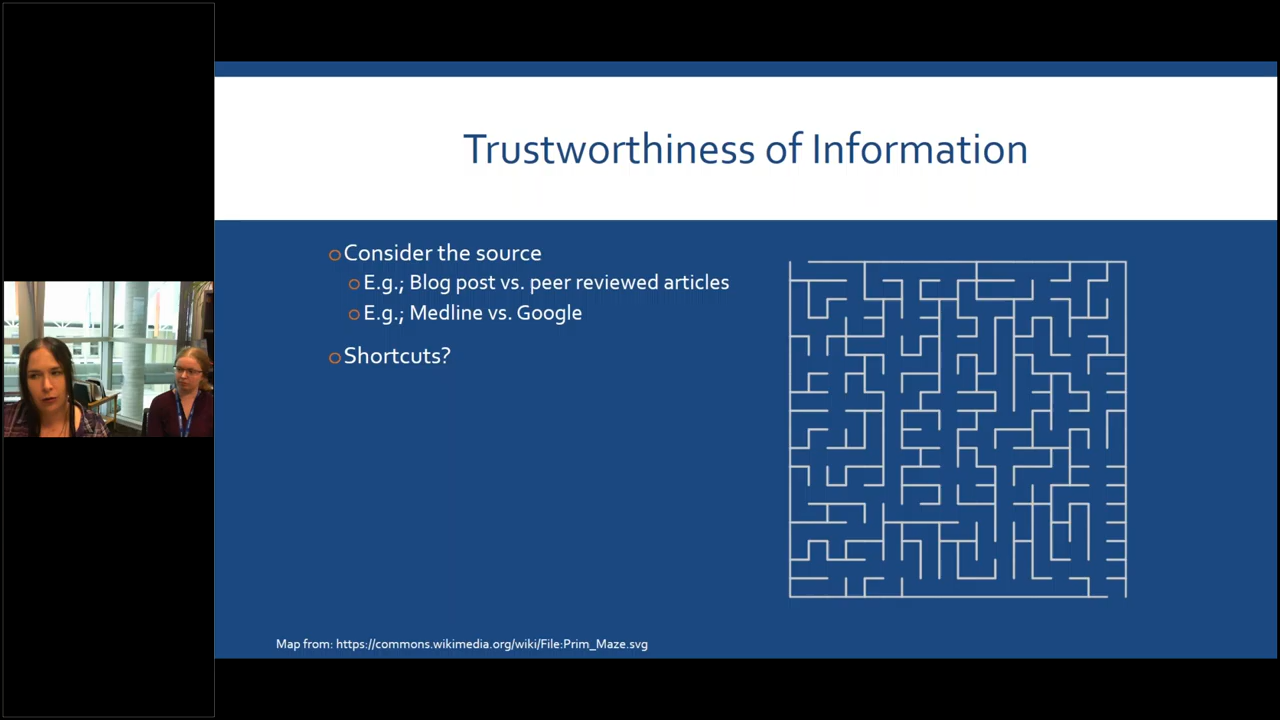 Trustworthiness of Information
Consider the source
E.g.; Blog post vs. peer reviewed articles
E.g.; Medline vs. Google
Shortcuts?
Map from: https://commons.wikimedia.org/wiki/File:Prim_Maze.svg